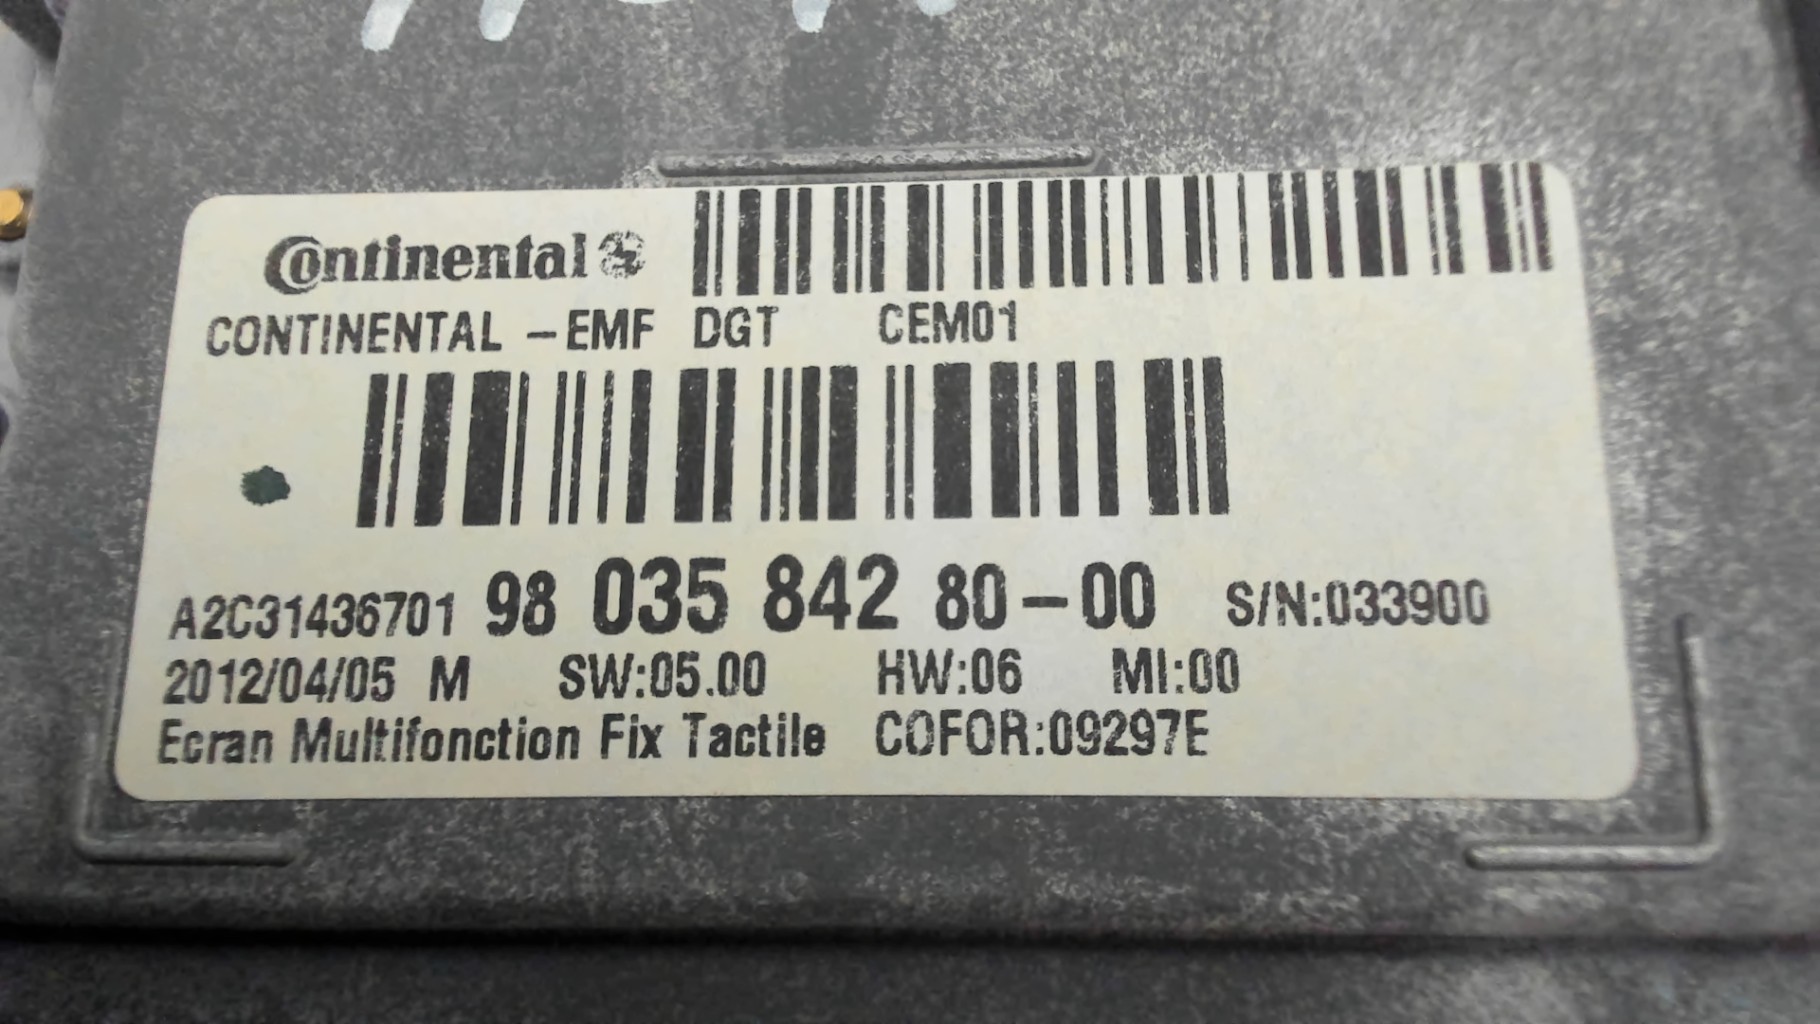 Continental
CONTINENTAL -EMF DGT CEM01
A2C31436701 98 035 842 80-00 S/N:033900
2012/04/05 M SW:05.00 HW:06 MI:00
Ecran Multifonction Fix Tactile COFOR:09297E